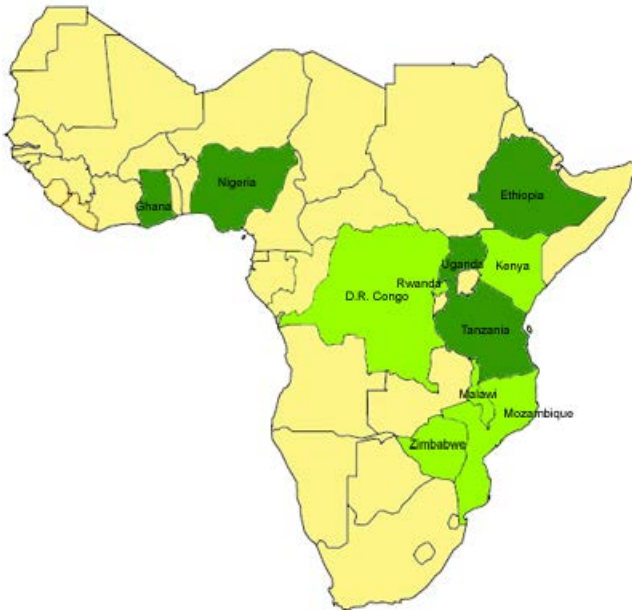 Nigeria
Ghana
Ethiopia
Uganda
Kenya
Rwanda
D.R. Congo
Tanzania
Malawi
Mozambique
Zimbabwe